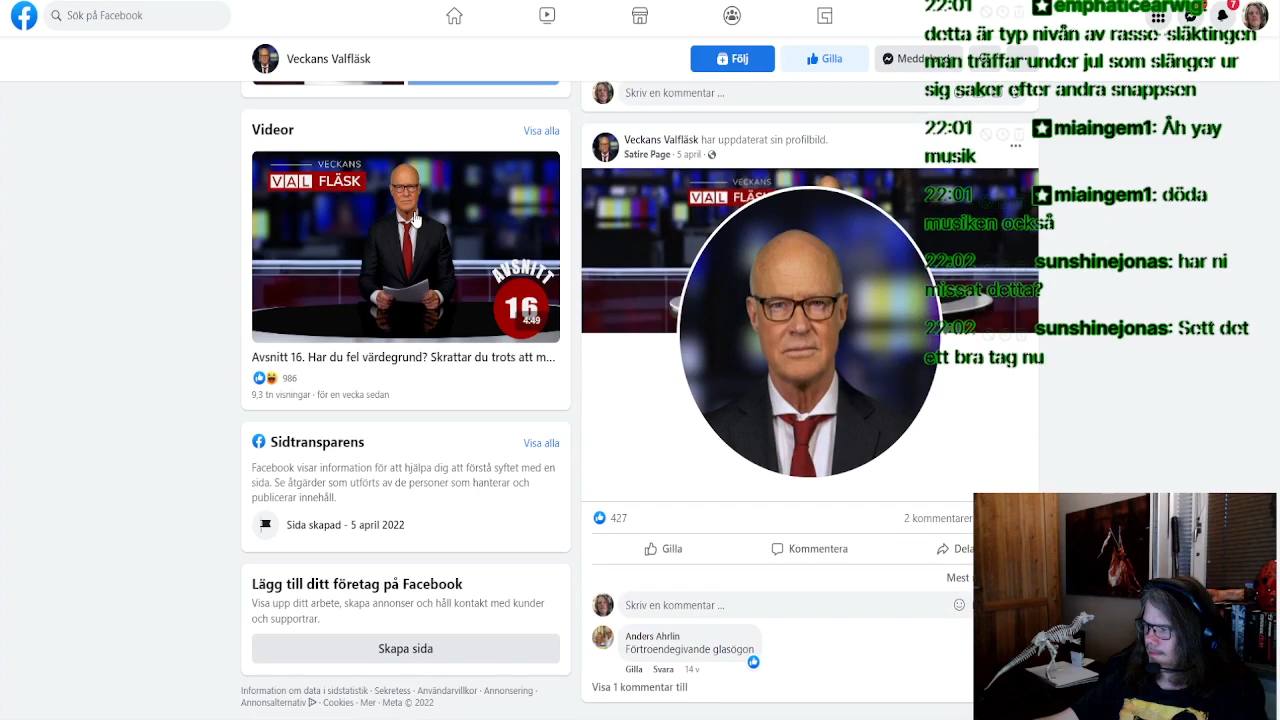 Sök på Facebook
7
Veckans Valfläsk
Följ
Gilla
Videor
Visa alla
VECKANS
VAL FLÄSK
AVSNITT
16
4:49
Avsnitt 16. Har du fel värdegrund? Skrattar du trots att m...
986
9,3 tn visningar · för en vecka sedan
Sidtransparens
Visa alla
Facebook visar information för att hjälpa dig att förstå syftet med en
sida. Se åtgärder som utförts av de personer som hanterar och
publicerar innehåll.
Sida skapad - 5 april 2022
Lägg till ditt företag på Facebook
Visa upp ditt arbete, skapa annonser och håll kontakt med kunder
och supportrar.
Skapa sida
Information om data i sidstatistik · Sekretess · Användarvillkor · Annonsering ·
Annonsalternativ · Cookies · Mer · Meta © 2022
Skriv en kommentar ...
Veckans Valfläsk har uppdaterat sin profilbild.
Satire Page · 5 april ·
VECKANS
VAL
427
2 kommentarer
Gilla
Kommentera
Dela
Mest
Skriv en kommentar ...
Anders Ahrlin
Förtroendegivande glasögon
Gilla Svara 14 v
Visa 1 kommentar till
22:01 emphaticearwig
detta är typ nivån av rasse-släktingen
man träffar under jul som slänger ur
sig saker efter andra snappsen
22:01 miaingem1: Åh yay
musik
22:01 miaingem1: döda
musiken också
22:02 sunshinejonas: har ni
missat detta?
22:02 sunshinejonas: Sett det
ett bra tag nu